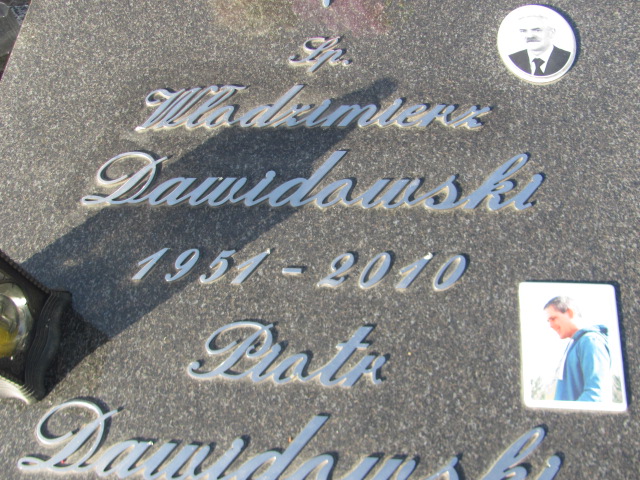 Śp.
Włodzimierz
Dawidowski
1951 - 2010
Piotr
Dawidowski